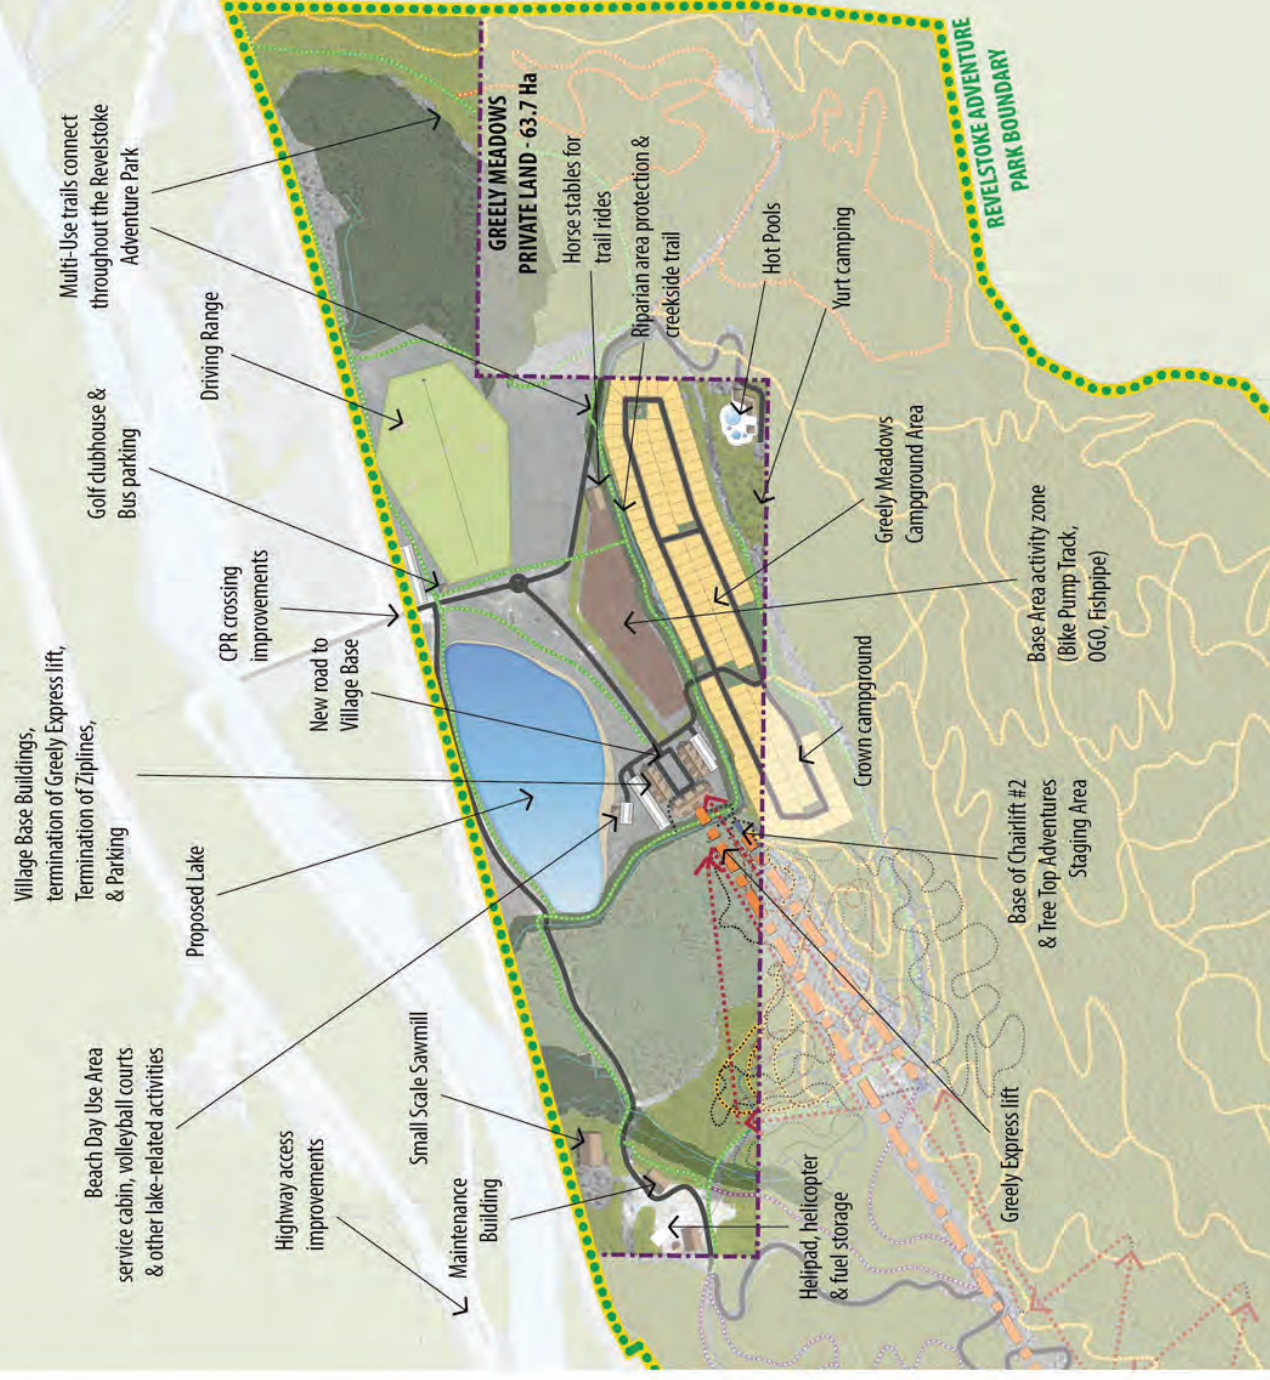 Village Base Buildings,
termination of Greely Express lift,
Termination of Ziplines,
& Parking
Multi-Use trails connect
throughout the Revelstoke
Adventure Park
Driving Range
Golf clubhouse &
Bus parking
CPR crossing
improvements
New road to
Village Base
Proposed Lake
Beach Day Use Area
service cabin, volleyball courts
& other lake-related activities
Highway access
improvements
Small Scale Sawmill
Maintenance
Building
GREELY MEADOWS
PRIVATE LAND - 63.7 Ha
Horse stables for
trail rides
Riparian area protection &
creekside trail
Hot Pools
Yurt camping
Greely Meadows
Campground Area
Base Area activity zone
(Bike Pump Track,
OGO, Fishpipe)
Crown campground
Base of Chairlift #2
& Tree Top Adventures
Staging Area
Greely Express lift
Helipad, helicopter
& fuel storage
REVELSTOKE ADVENTURE
PARK BOUNDARY